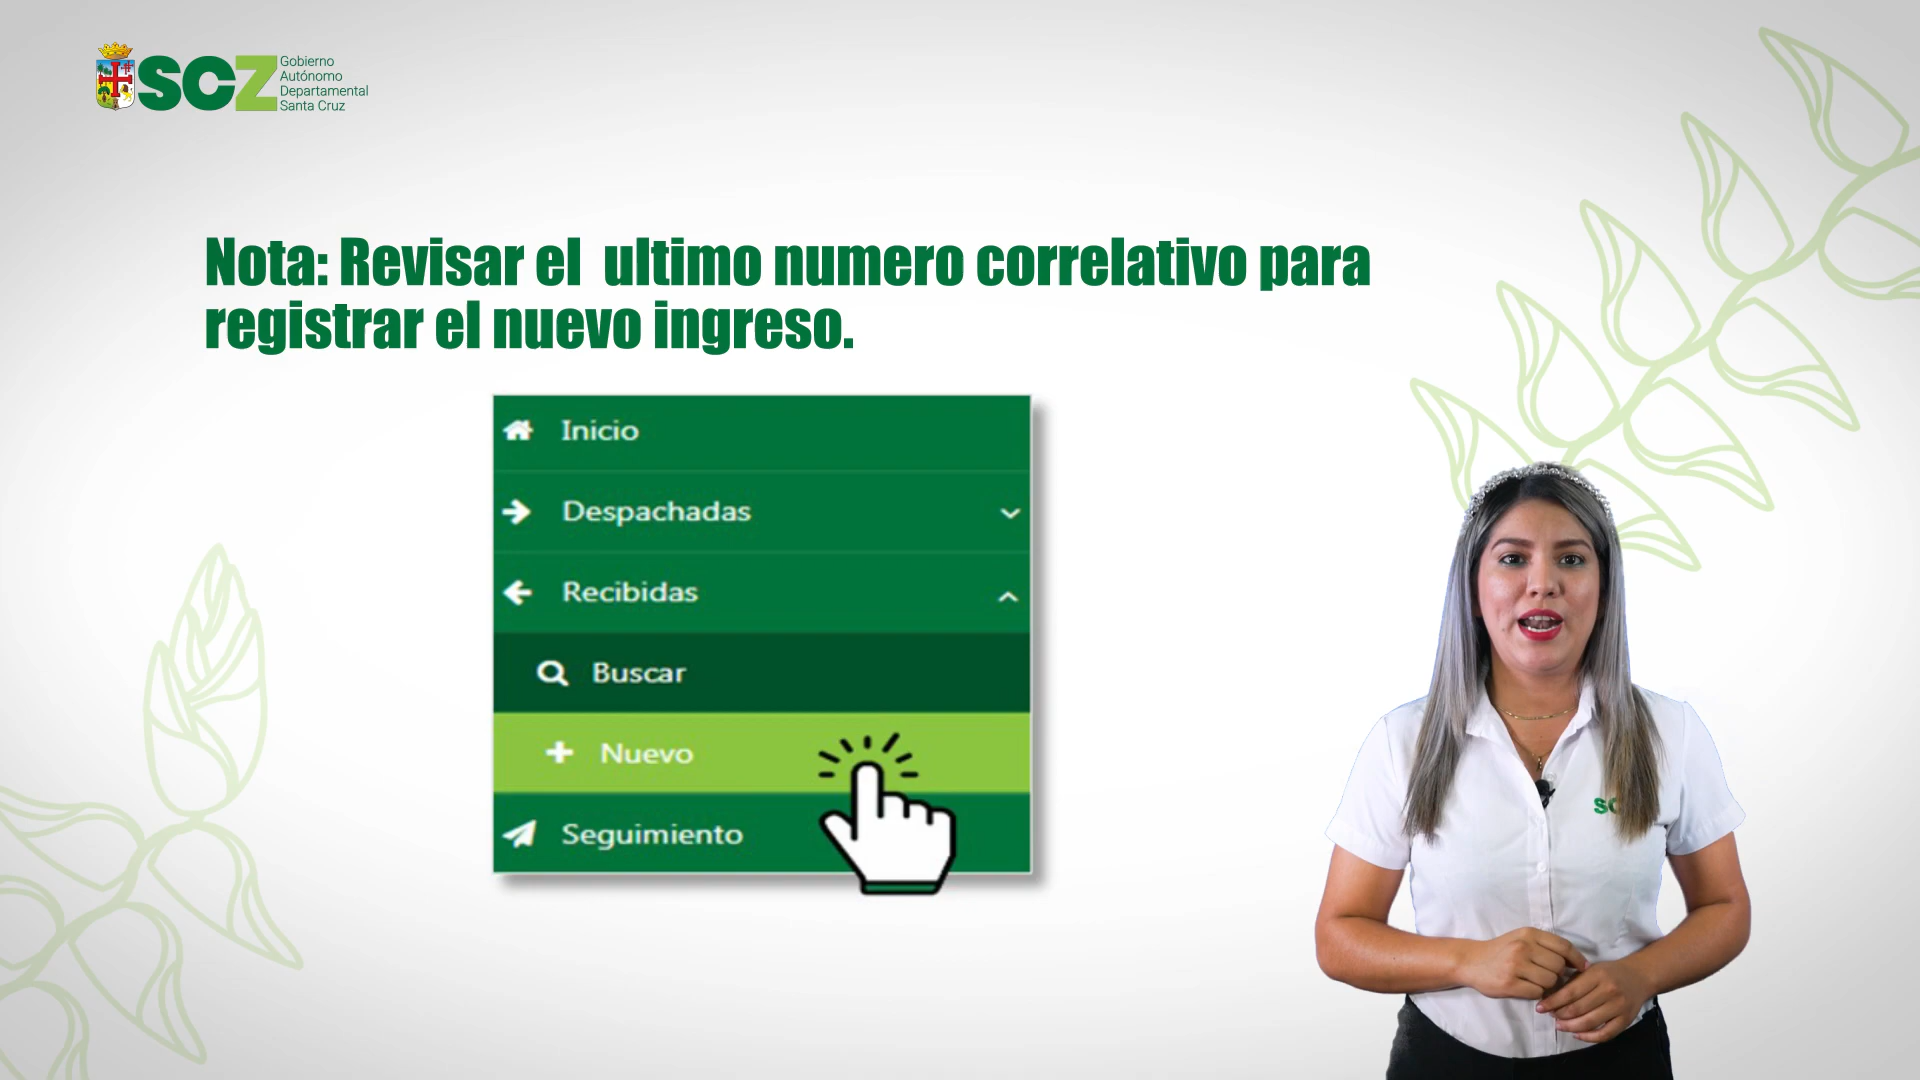 SCZ
Gobierno
Autónomo
Departamental
Santa Cruz
Nota: Revisar el  ultimo numero correlativo para
registrar el nuevo ingreso.
Inicio
Despachadas
Recibidas
Buscar
Nuevo
Seguimiento